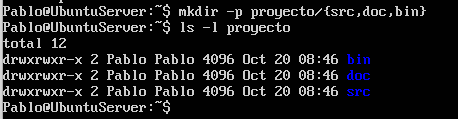 Pablo@UbuntuServer:~$ mkdir -p proyecto/{src,doc,bin}
Pablo@UbuntuServer:~$ ls -l proyecto
total 12
drwxrwxr-x 2 Pablo Pablo 4096 Oct 20 08:46 bin
drwxrwxr-x 2 Pablo Pablo 4096 Oct 20 08:46 doc
drwxrwxr-x 2 Pablo Pablo 4096 Oct 20 08:46 src
Pablo@UbuntuServer:~$